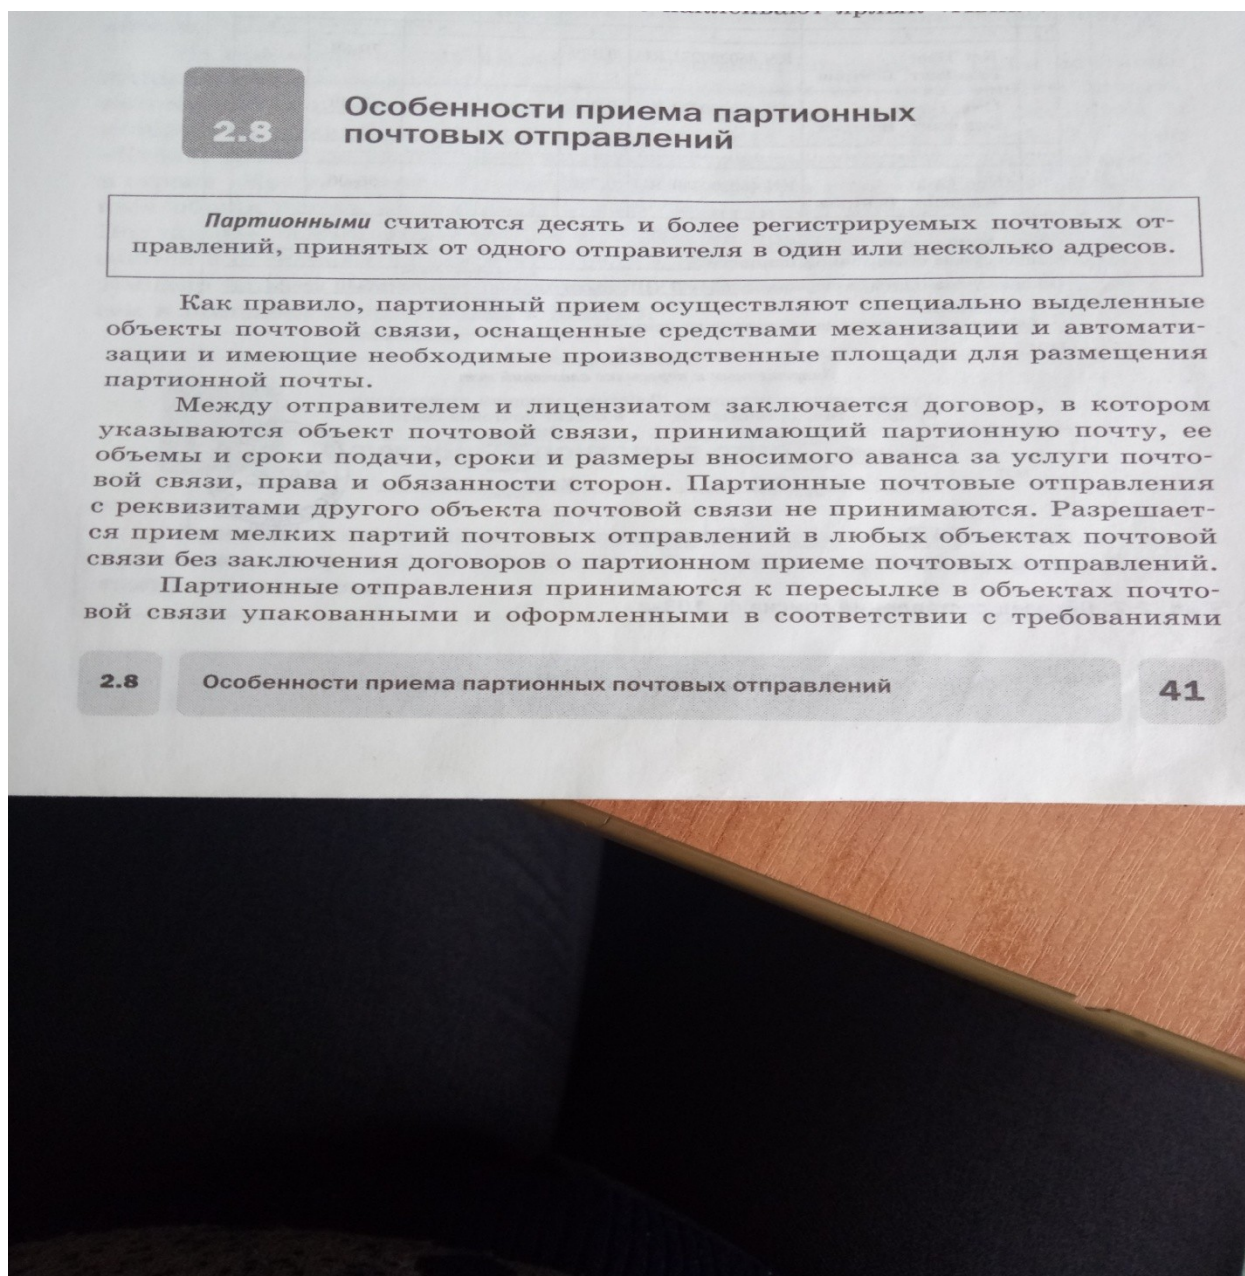 2.8
Особенности приема партионных
почтовых отправлений
Партионными считаются десять и более регистрируемых почтовых от-
правлений, принятых от одного отправителя в один или несколько адресов.
Как правило, партионный прием осуществляют специально выделенные
объекты почтовой связи, оснащенные средствами механизации и автомати-
зации и имеющие необходимые производственные площади для размещения
партионной почты.
Между отправителем и лицензиатом заключается договор, в котором
указываются объект почтовой связи, принимающий партионную почту, ее
объемы и сроки подачи, сроки и размеры вносимого аванса за услуги почто-
вой связи, права и обязанности сторон. Партионные почтовые отправления
с реквизитами другого объекта почтовой связи не принимаются. Разрешает-
ся прием мелких партий почтовых отправлений в любых объектах почтовой
связи без заключения договоров о партионном приеме почтовых отправлений.
Партионные отправления принимаются к пересылке в объектах почто-
вой связи упакованными и оформленными в соответствии с требованиями
2.8 Особенности приема партионных почтовых отправлений 41